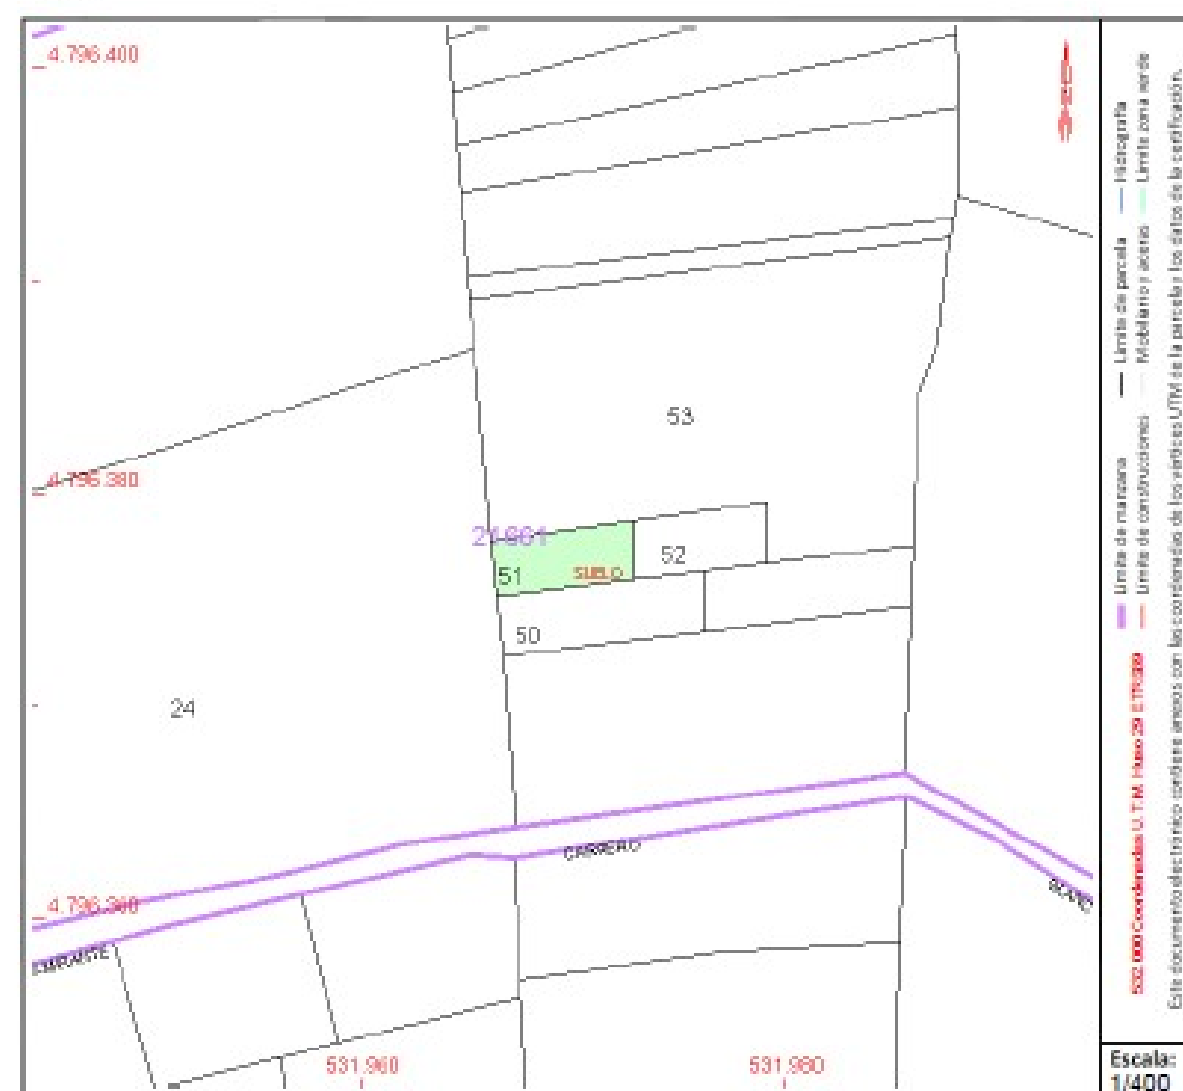 4.796.400
53
4.796.380
21661
51
SUELO
52
50
24
CARRERO
4.796.360
531.960
531.980
Límite de manzana
Límite de parcela
Hidrografía
Límite de construcciones
Mobiliario y aceras
Límite zona verde
532.000 Coordenadas U.T.M. Huso 29 ETRS89
Este documento electrónico contiene anexos con las coordenadas de los vértices UTM de la parcela y los datos de la certificación.
Escala:
1/400